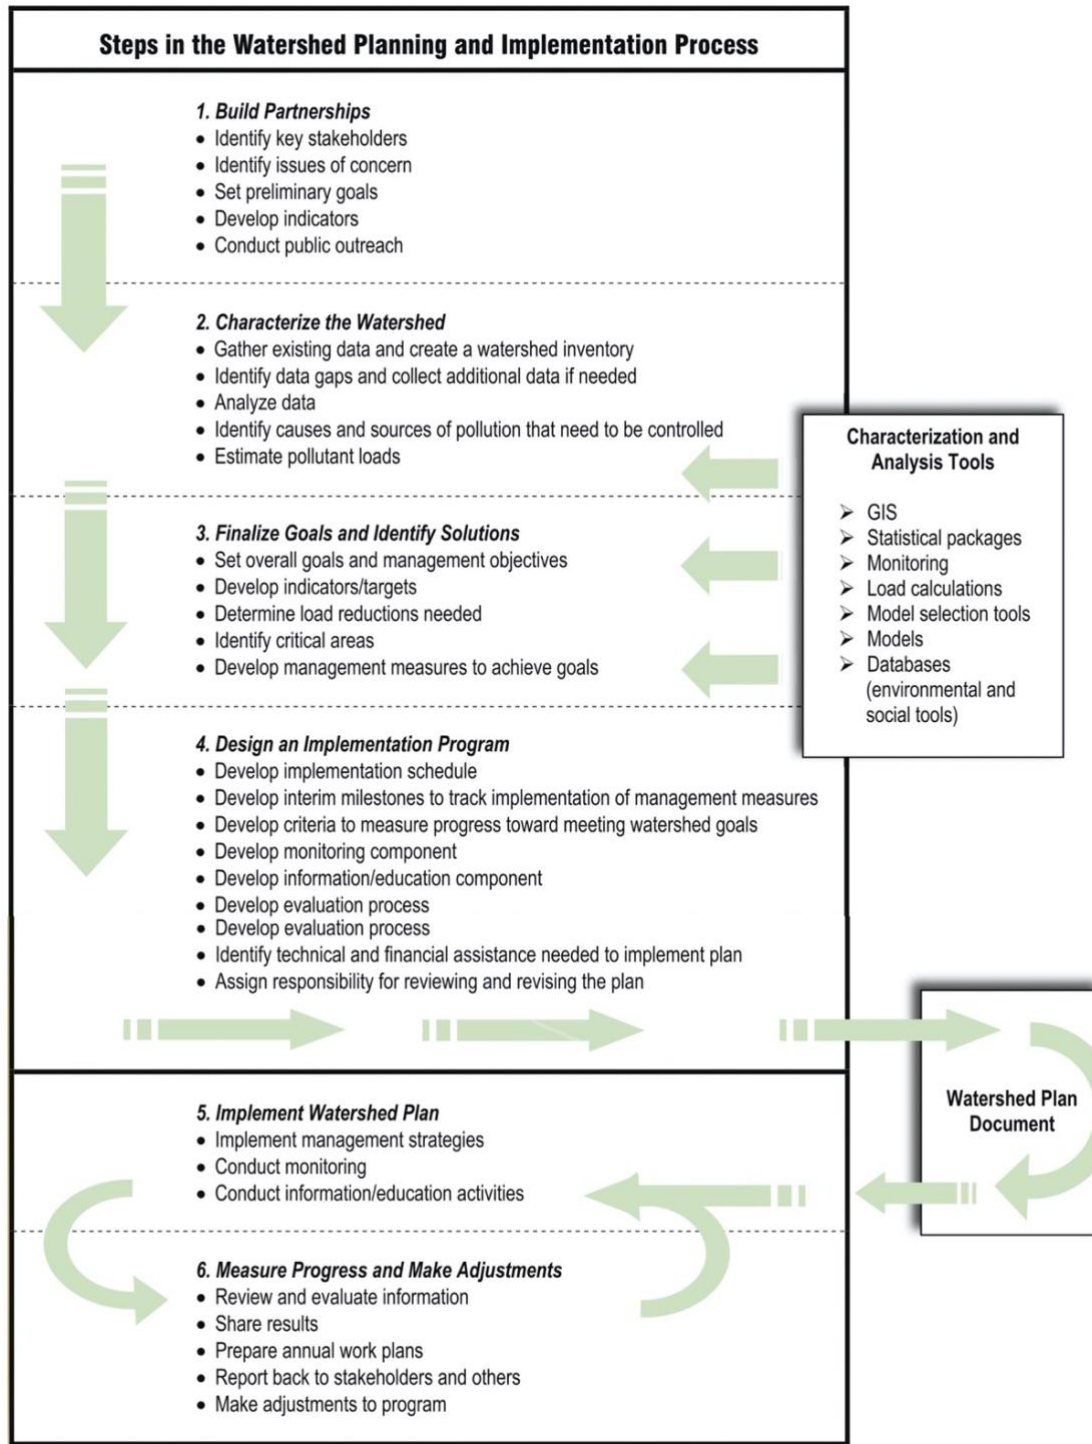 Steps in the Watershed Planning and Implementation Process
1. Build Partnerships
• Identify key stakeholders
• Identify issues of concern
• Set preliminary goals
• Develop indicators
• Conduct public outreach
2. Characterize the Watershed
• Gather existing data and create a watershed inventory
• Identify data gaps and collect additional data if needed
• Analyze data
• Identify causes and sources of pollution that need to be controlled
• Estimate pollutant loads
3. Finalize Goals and Identify Solutions
• Set overall goals and management objectives
• Develop indicators/targets
• Determine load reductions needed
• Identify critical areas
• Develop management measures to achieve goals
Characterization and
Analysis Tools
➢ GIS
➢ Statistical packages
➢ Monitoring
➢ Load calculations
➢ Model selection tools
➢ Models
➢ Databases
(environmental and
social tools)
4. Design an Implementation Program
• Develop implementation schedule
• Develop interim milestones to track implementation of management measures
• Develop criteria to measure progress toward meeting watershed goals
• Develop monitoring component
• Develop information/education component
• Develop evaluation process
• Develop evaluation process
• Identify technical and financial assistance needed to implement plan
• Assign responsibility for reviewing and revising the plan
Watershed Plan
Document
5. Implement Watershed Plan
• Implement management strategies
• Conduct monitoring
• Conduct information/education activities
6. Measure Progress and Make Adjustments
• Review and evaluate information
• Share results
• Prepare annual work plans
• Report back to stakeholders and others
• Make adjustments to program